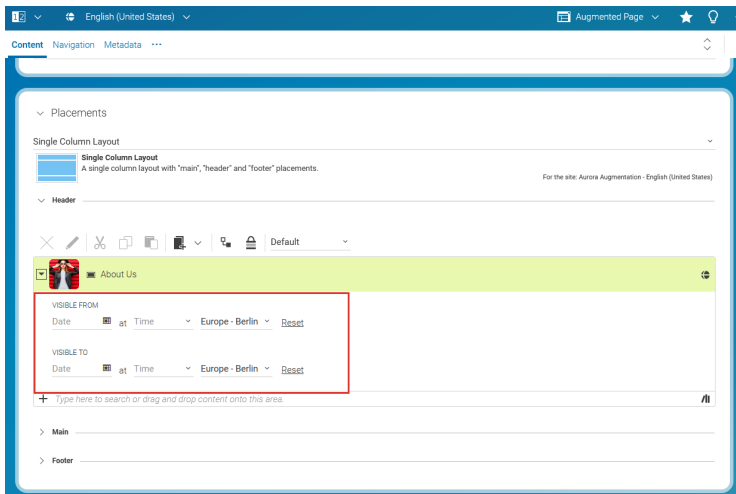 English (United States)
Augmented Page
Content Navigation Metadata ···
Placements
Single Column Layout
Single Column Layout
A single column layout with "main", "header" and "footer" placements.
For the site: Aurora Augmentation - English (United States)
Header
Default
About Us
VISIBLE FROM
Date at Time Europe - Berlin Reset
VISIBLE TO
Date at Time Europe - Berlin Reset
Type here to search or drag and drop content onto this area.
Main
Footer